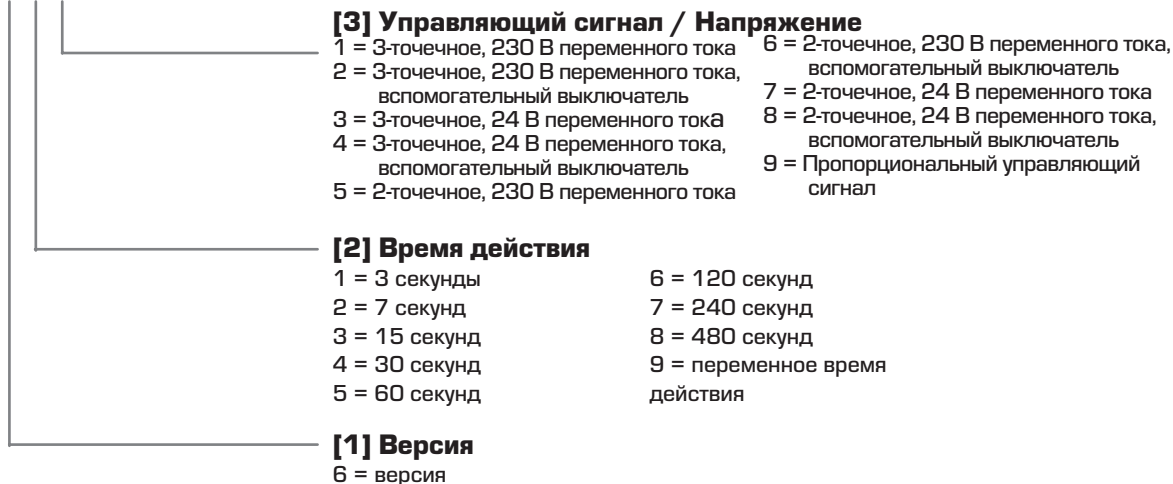 [3] Управляющий сигнал / Напряжение
1 = 3-точечное, 230 В переменного тока
2 = 3-точечное, 230 В переменного тока,
вспомогательный выключатель
3 = 3-точечное, 24 В переменного тока
4 = 3-точечное, 24 В переменного тока,
вспомогательный выключатель
5 = 2-точечное, 230 В переменного тока
6 = 2-точечное, 230 В переменного тока,
вспомогательный выключатель
7 = 2-точечное, 24 В переменного тока
8 = 2-точечное, 24 В переменного тока,
вспомогательный выключатель
9 = Пропорциональный управляющий
сигнал
[2] Время действия
1 = 3 секунды
2 = 7 секунд
3 = 15 секунд
4 = 30 секунд
5 = 60 секунд
6 = 120 секунд
7 = 240 секунд
8 = 480 секунд
9 = переменное время
действия
[1] Версия
6 = версия